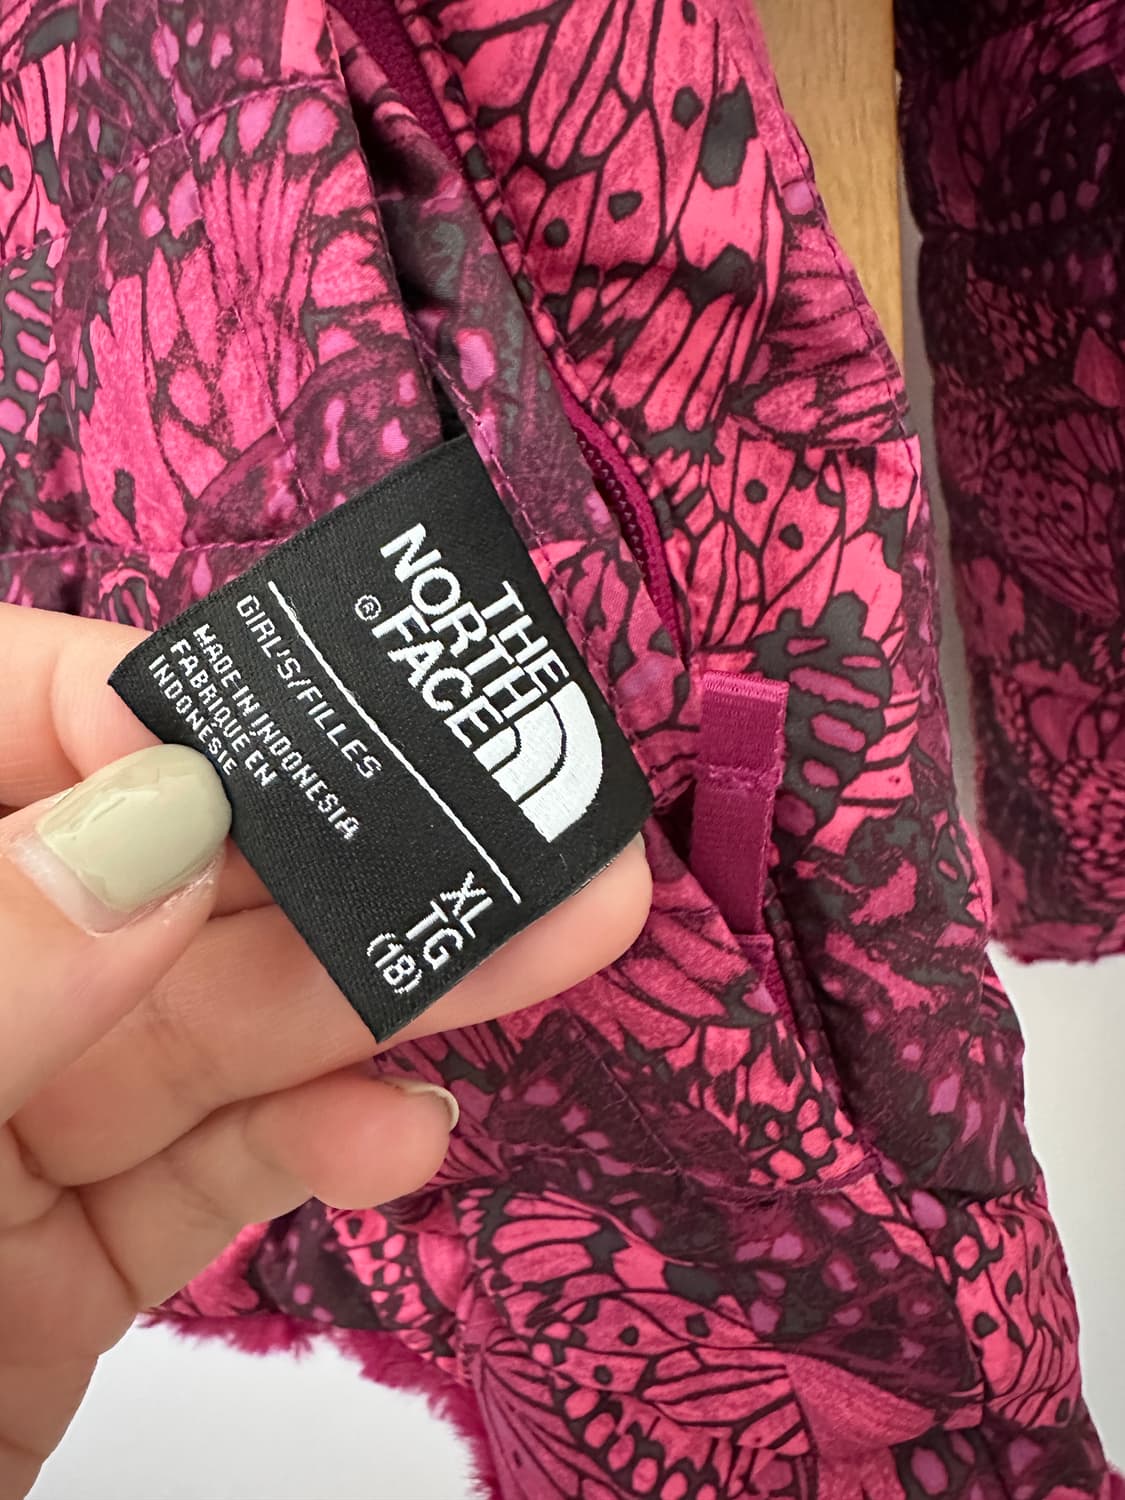 THE
NORTH
FACE
®
GIRL'S/FILLES
MADE IN INDONESIA
FABRIQUE EN
INDONESIE
XL
TG
(18)